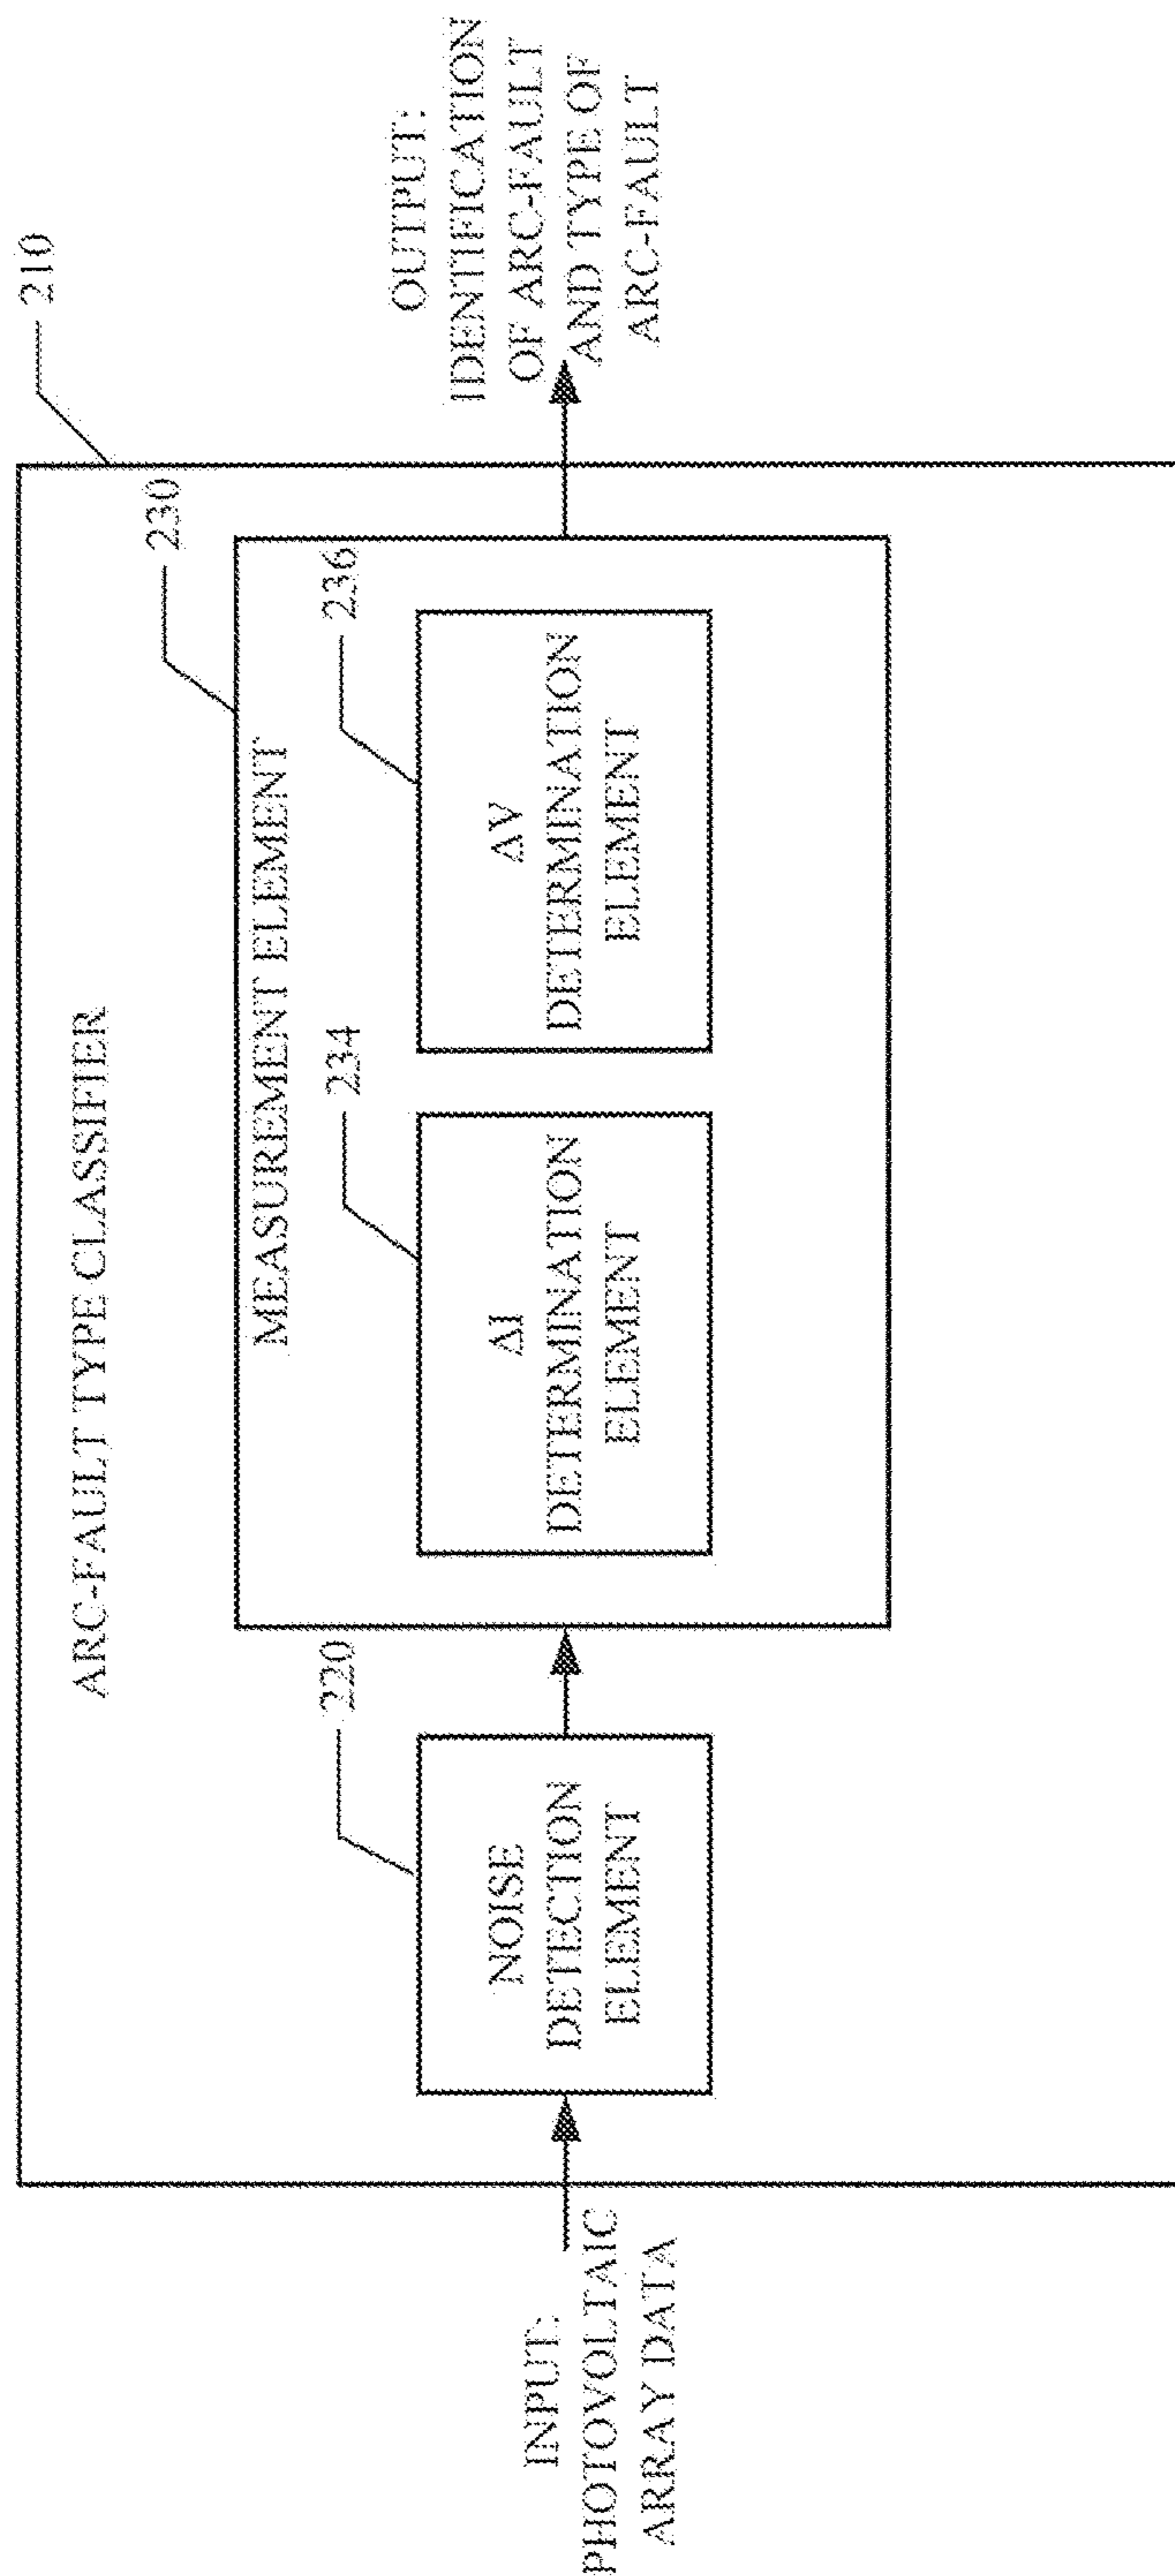 210
ARC-FAULT TYPE CLASSIFIER
230
MEASUREMENT ELEMENT
220
234
236
INPUT:
PHOTOVOLTAIC
ARRAY DATA
NOISE
DETECTION
ELEMENT
ΔI
DETERMINATION
ELEMENT
ΔV
DETERMINATION
ELEMENT
OUTPUT:
IDENTIFICATION
OF ARC-FAULT
AND TYPE OF
ARC-FAULT